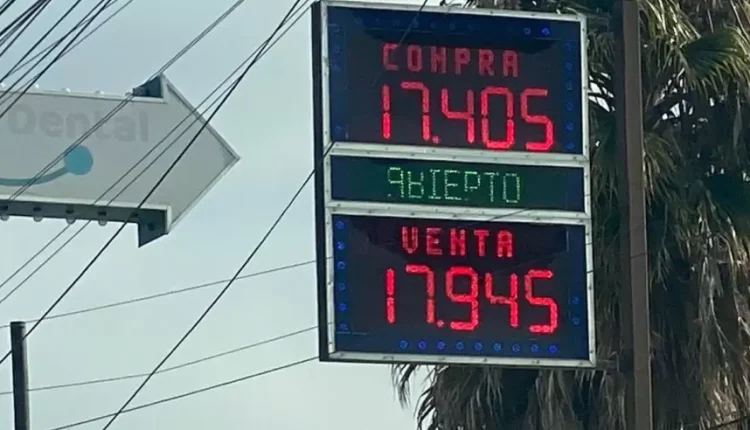 Dental
COMPRA
17.405
ABIERTO
VENTA
17.945